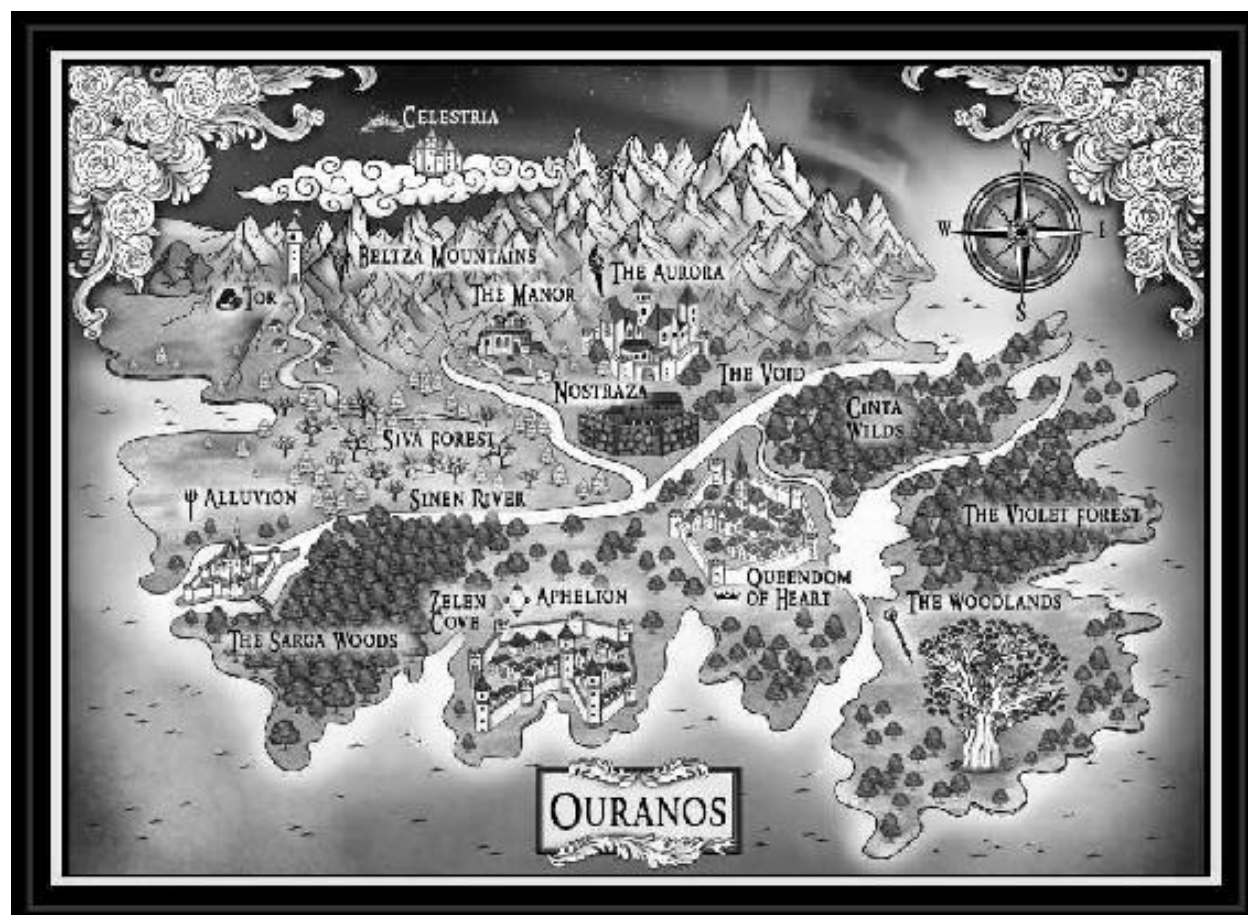 CELESTRIA
N
W
I
S
BELTZA MOUNTAINS
THE AURORA
THE MANOR
TOR
THE VOID
NOSTRAZA
CINTA
WILDS
SIVA FOREST
ALLUVION
SINEN RIVER
THE VIOLET FOREST
QUEENDOM
OF HEART
ZELEN
COVE
APHELION
THE WOODLANDS
THE SARGA WOODS
OURANOS